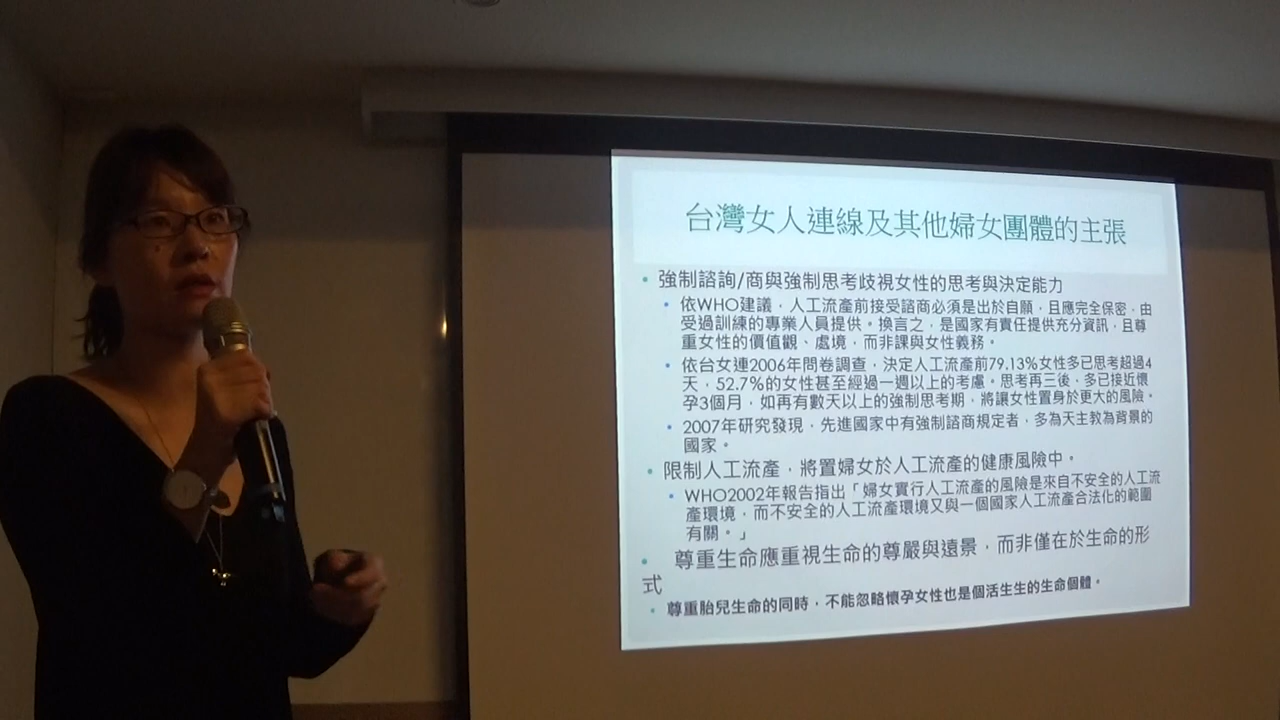 台灣女人連線及其他婦女團體的主張
• 強制諮詢/商與強制思考歧視女性的思考與決定能力
• 依WHO建議，人工流產前接受諮商必須是出於自願，且應完全保密，由
受過訓練的專業人員提供。換言之，是國家有責任提供充分資訊，且尊
重女性的價值觀、處境，而非課與女性義務。
• 依台女連2006年問卷調查，決定人工流產前79.13%女性多已思考超過4
天，52.7%的女性甚至經過一週以上的考慮。思考再三後，多已接近懷
孕3個月，如再有數天以上的強制思考期，將讓女性置身於更大的風險。
• 2007年研究發現，先進國家中有強制諮商規定者，多為天主教為背景的
國家。
• 限制人工流產，將置婦女於人工流產的健康風險中。
• WHO2002年報告指出「婦女實行人工流產的風險是來自不安全的人工流
產環境，而不安全的人工流產環境又與一個國家人工流產合法化的範圍
有關。」
• 尊重生命應重視生命的尊嚴與遠景，而非僅在於生命的形
式
• 尊重胎兒生命的同時，不能忽略懷孕女性也是個活生生的生命個體。